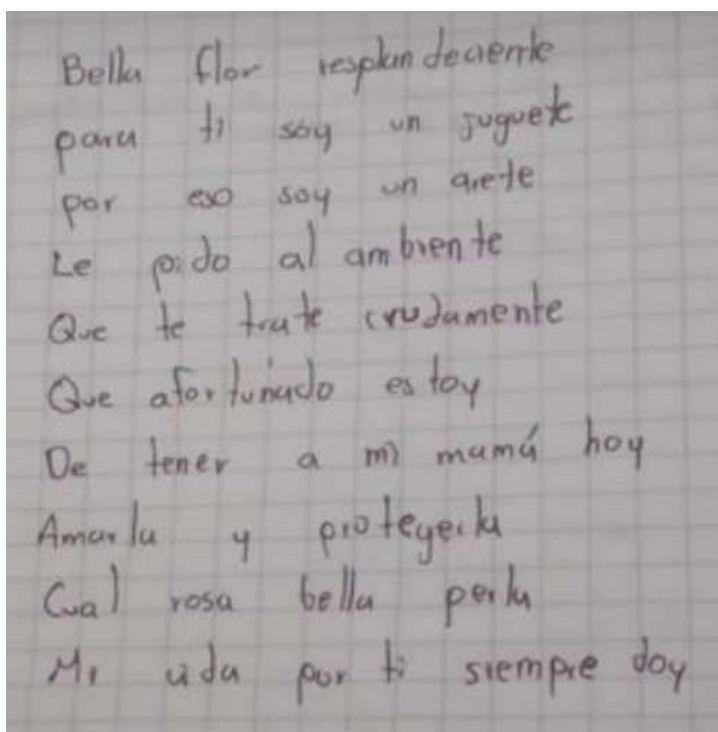 Bella flor resplandeciente
para ti soy un juguete
por eso soy un arete
Le pido al ambiente
Que te trate crudamente
Que afortunado estoy
De tener a mi mamá hoy
Amarla y protegerla
Cual rosa bella perla
Mi vida por ti siempre doy